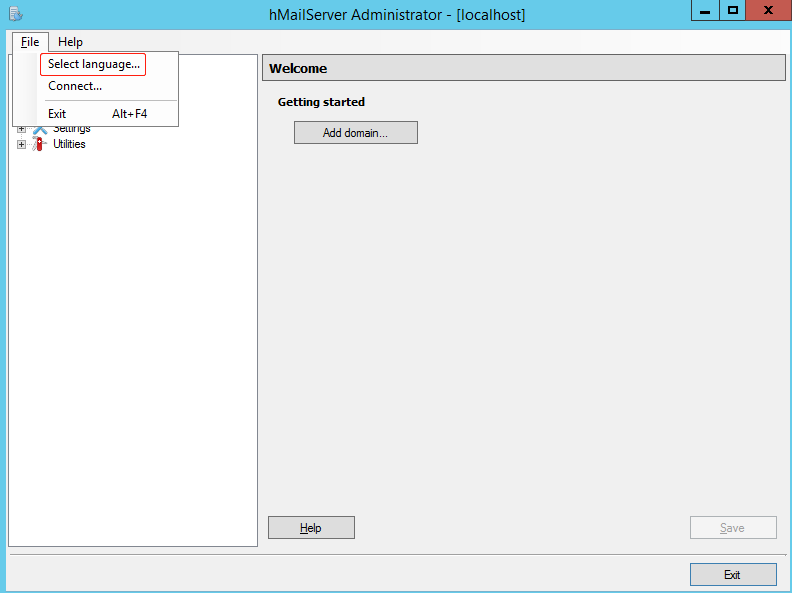 hMailServer Administrator - [localhost]
File Help
Select language...
Connect...
Exit Alt+F4
Settings
Utilities
Welcome
Getting started
Add domain...
Help
Save
Exit